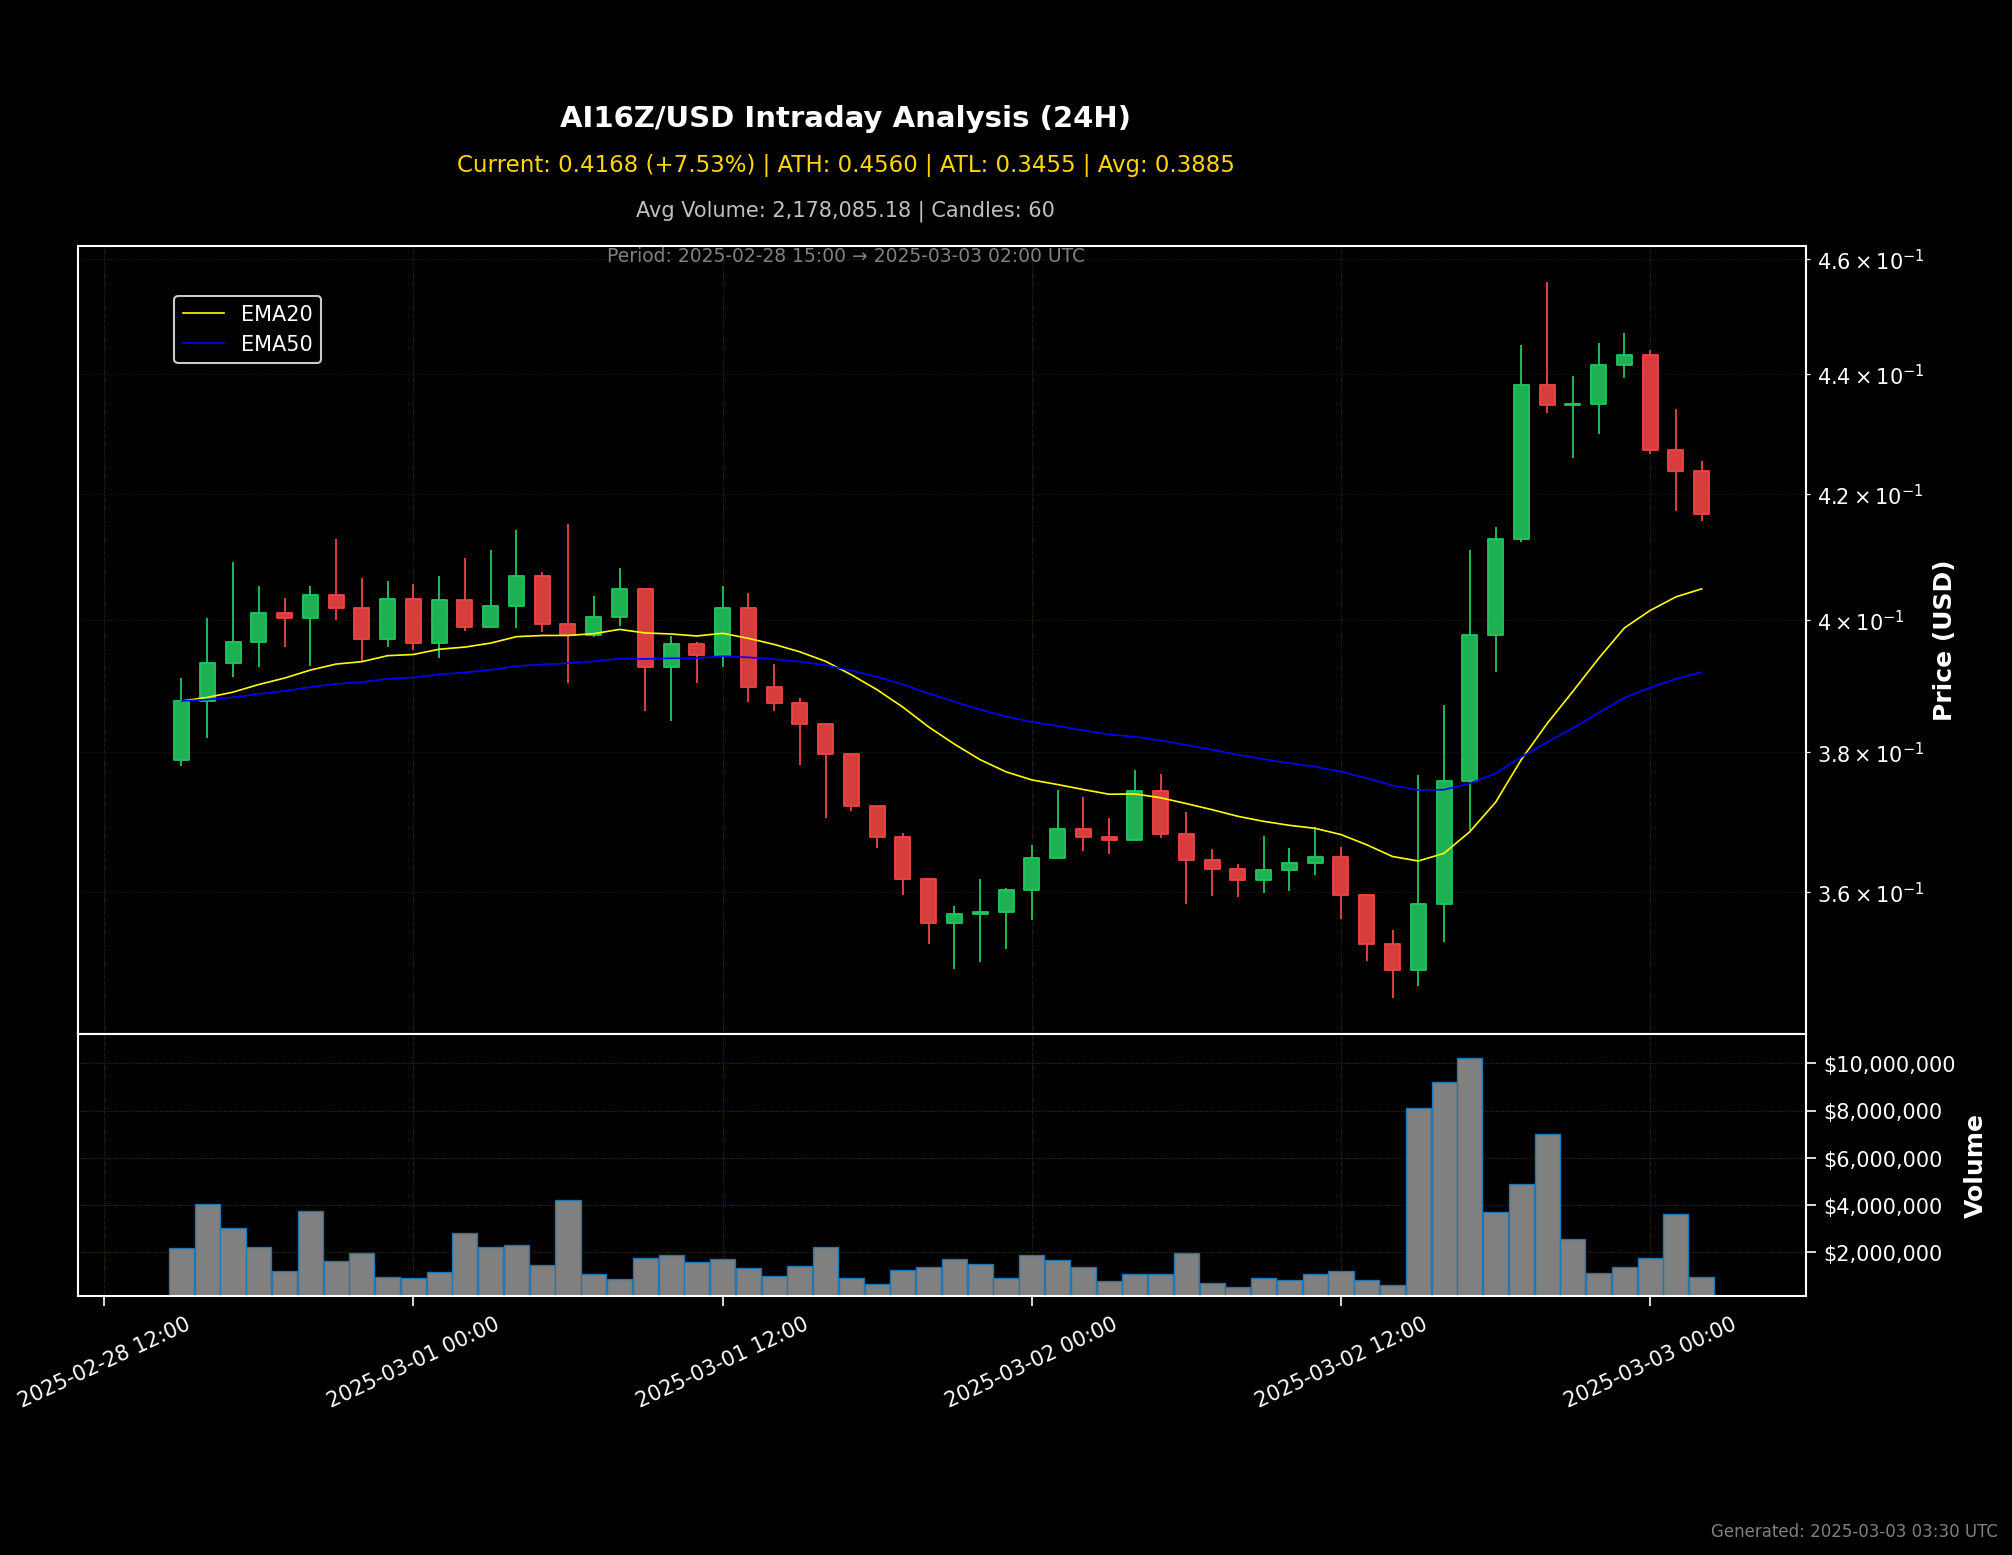 AI16Z/USD Intraday Analysis (24H)
Current: 0.4168 (+7.53%) | ATH: 0.4560 | ATL: 0.3455 | Avg: 0.3885
Avg Volume: 2,178,085.18 | Candles: 60
Period: 2025-02-28 15:00 → 2025-03-03 02:00 UTC
EMA20
EMA50
4.6 × 10⁻¹
4.4 × 10⁻¹
4.2 × 10⁻¹
4 × 10⁻¹
3.8 × 10⁻¹
3.6 × 10⁻¹
Price (USD)
$10,000,000
$8,000,000
$6,000,000
$4,000,000
$2,000,000
Volume
2025-02-28 12:00
2025-03-01 00:00
2025-03-01 12:00
2025-03-02 00:00
2025-03-02 12:00
2025-03-03 00:00
Generated: 2025-03-03 03:30 UTC